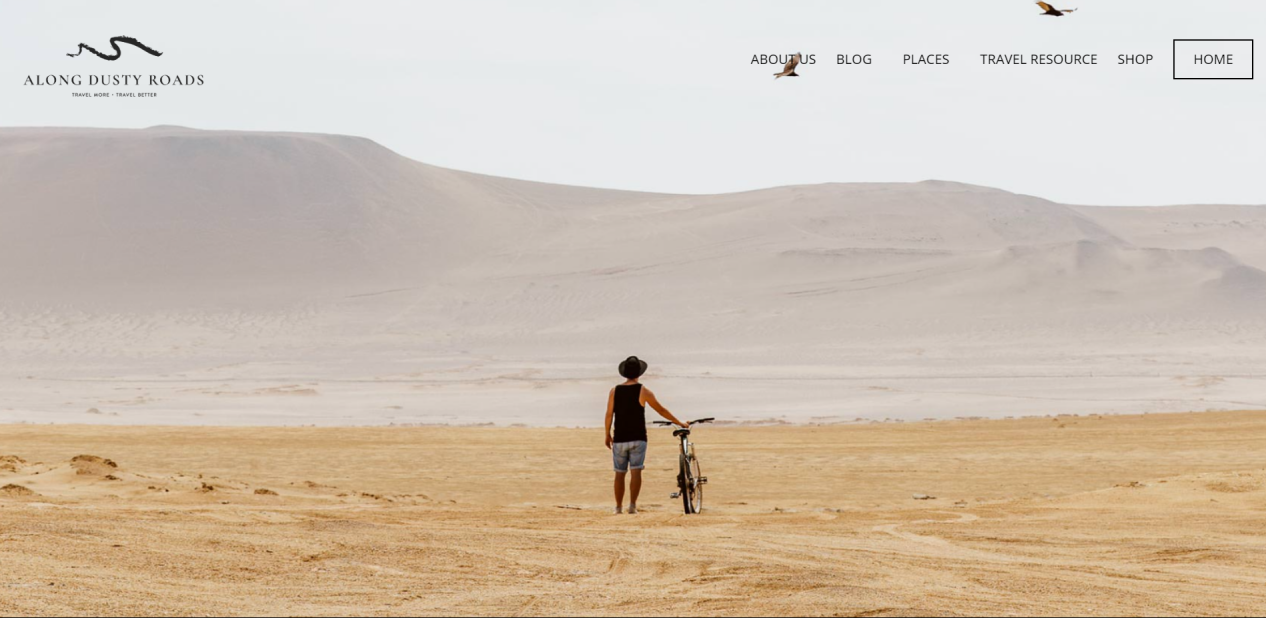 ALONG DUSTY ROADS
TRAVEL MORE • TRAVEL BETTER
ABOUT US BLOG PLACES TRAVEL RESOURCE SHOP HOME